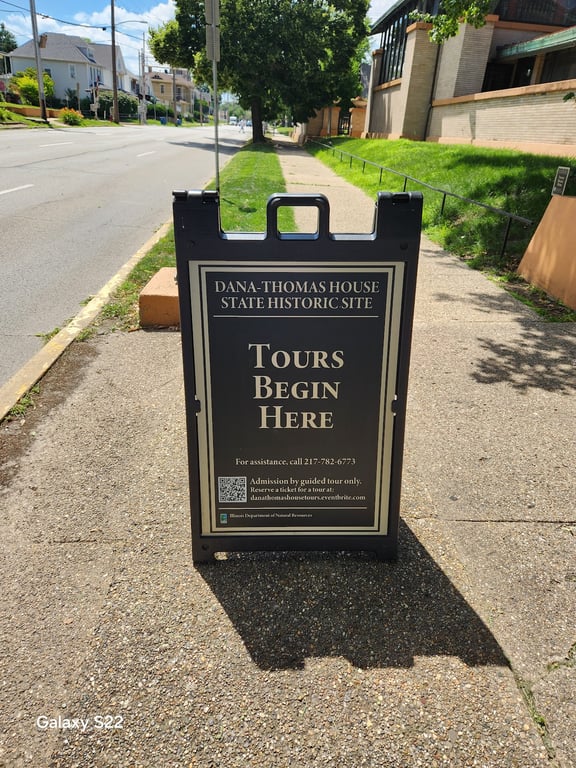 DANA-THOMAS HOUSE
STATE HISTORIC SITE
TOURS
BEGIN
HERE
For assistance, call 217-782-6773
Admission by guided tour only.
Reserve a ticket for a tour at:
danathomashousetours.eventbrite.com
Illinois Department of Natural Resources
Galaxy S22